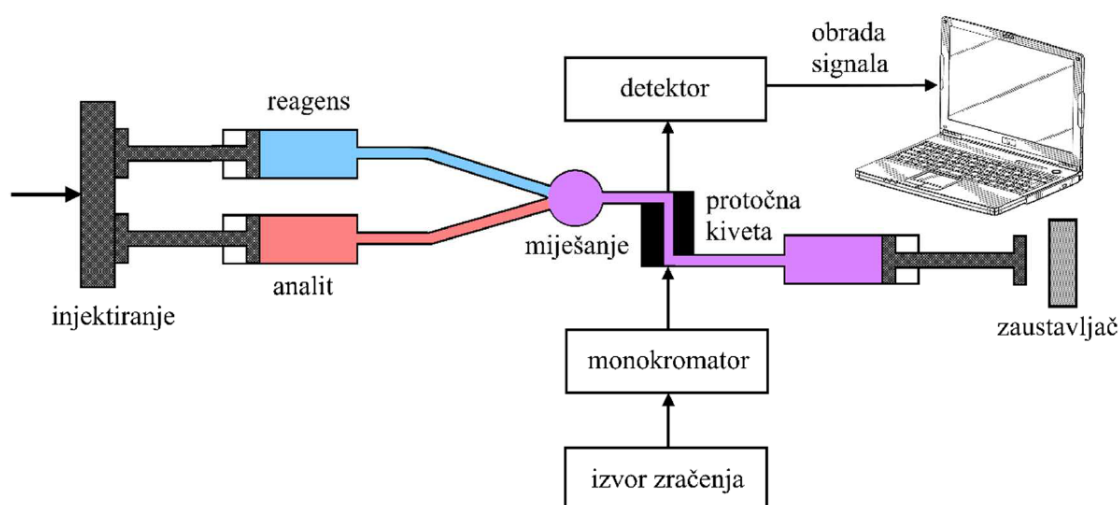 obrada
signala
detektor
reagens
protočna
kiveta
miješanje
analit
injektiranje
zaustavljač
monokromator
izvor zračenja